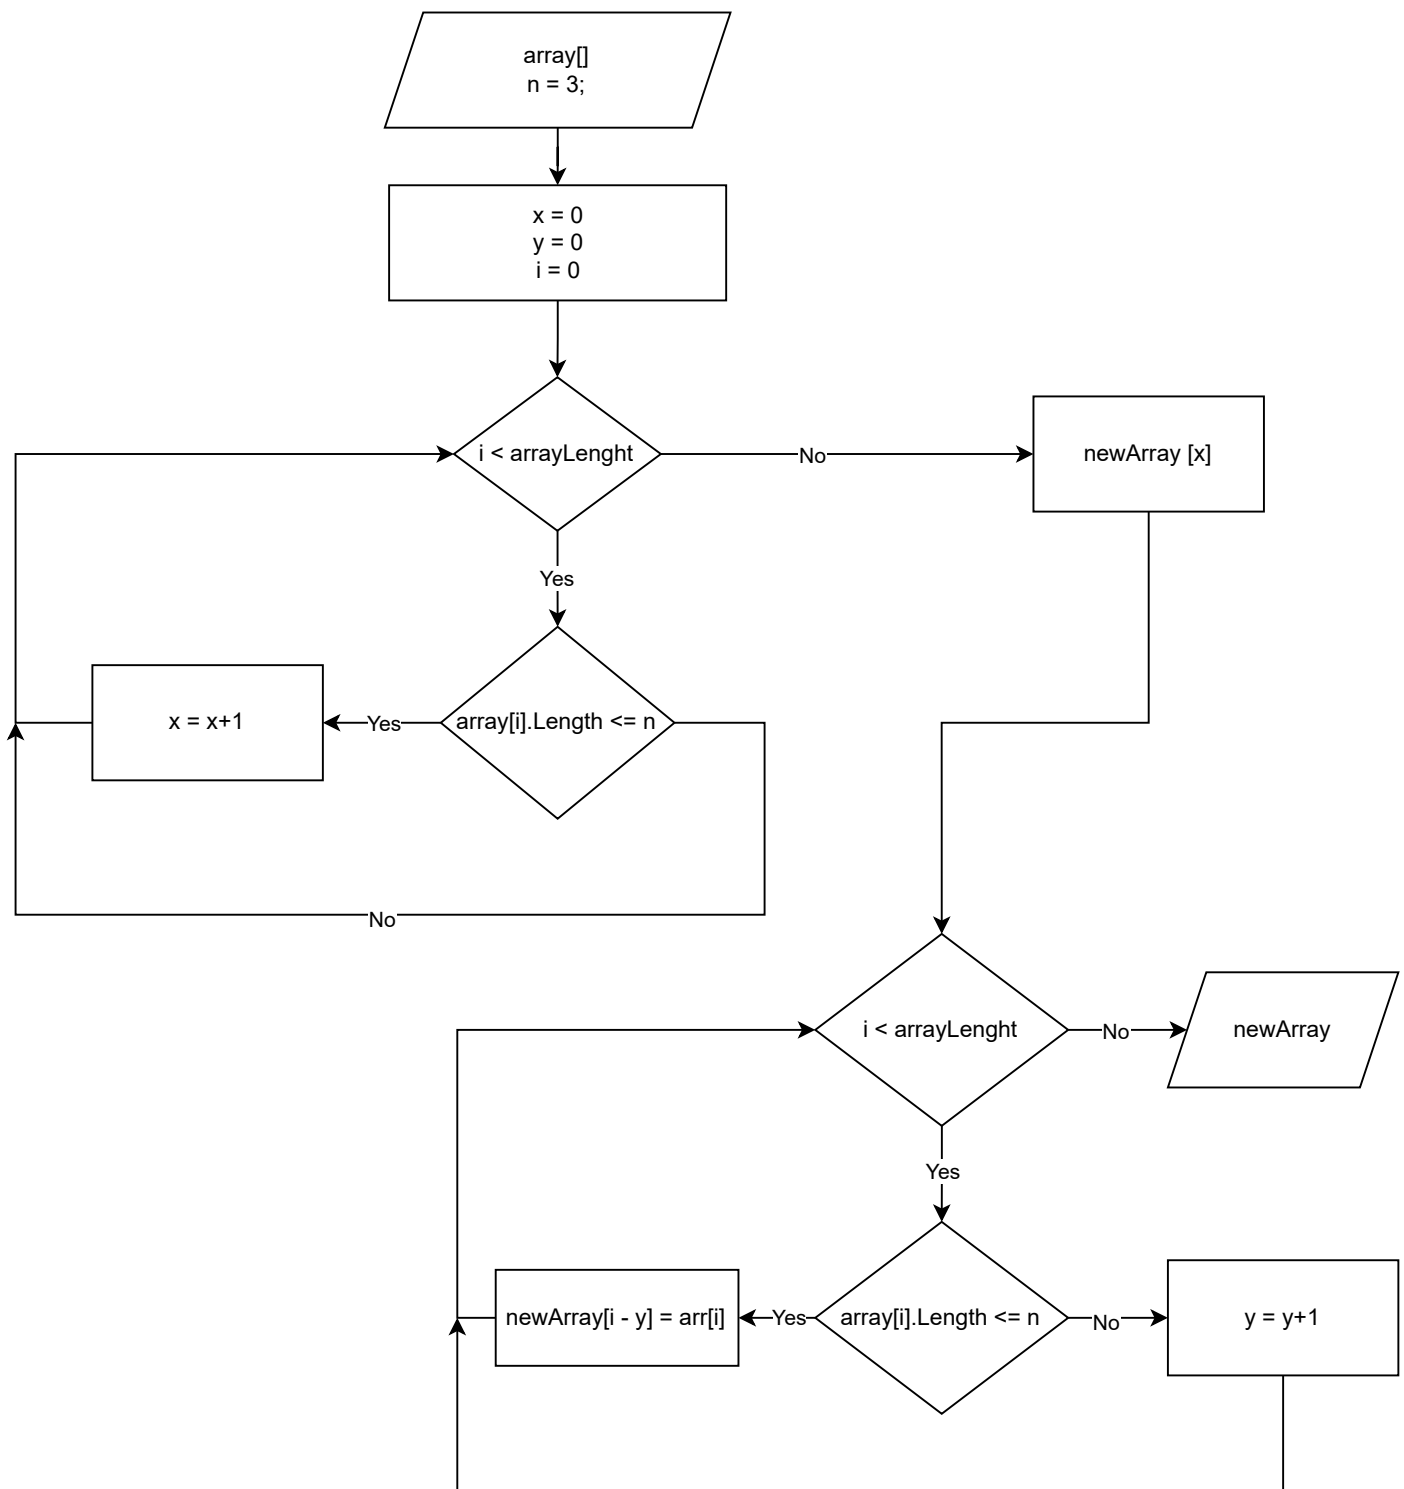 array[]
n = 3;
x = 0
y = 0
i = 0
i < arrayLenght
No
newArray [x]
Yes
x = x+1
Yes
array[i].Length <= n
No
i < arrayLenght
No
newArray
Yes
newArray[i - y] = arr[i]
Yes
array[i].Length <= n
No
y = y+1